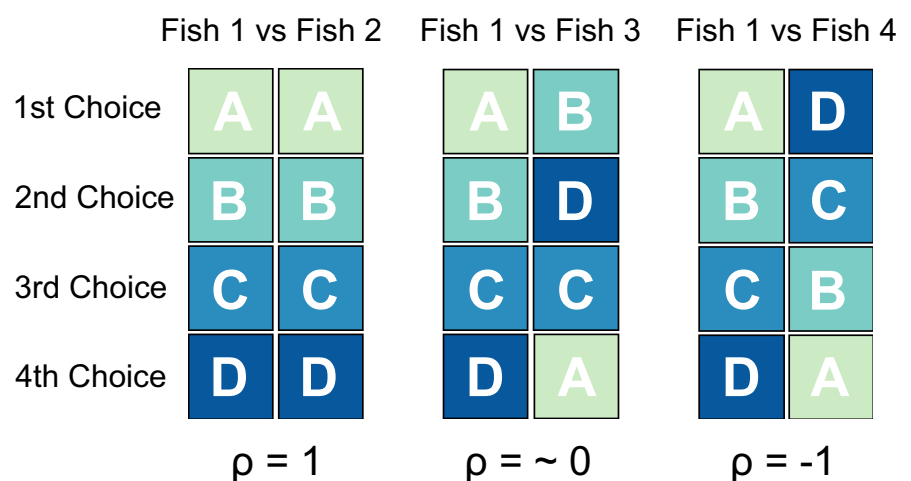 Fish 1 vs Fish 2 Fish 1 vs Fish 3 Fish 1 vs Fish 4
1st Choice A A A B A D
2nd Choice B B B D B C
3rd Choice C C C C C B
4th Choice D D D A D A
ρ = 1 ρ = ~ 0 ρ = -1